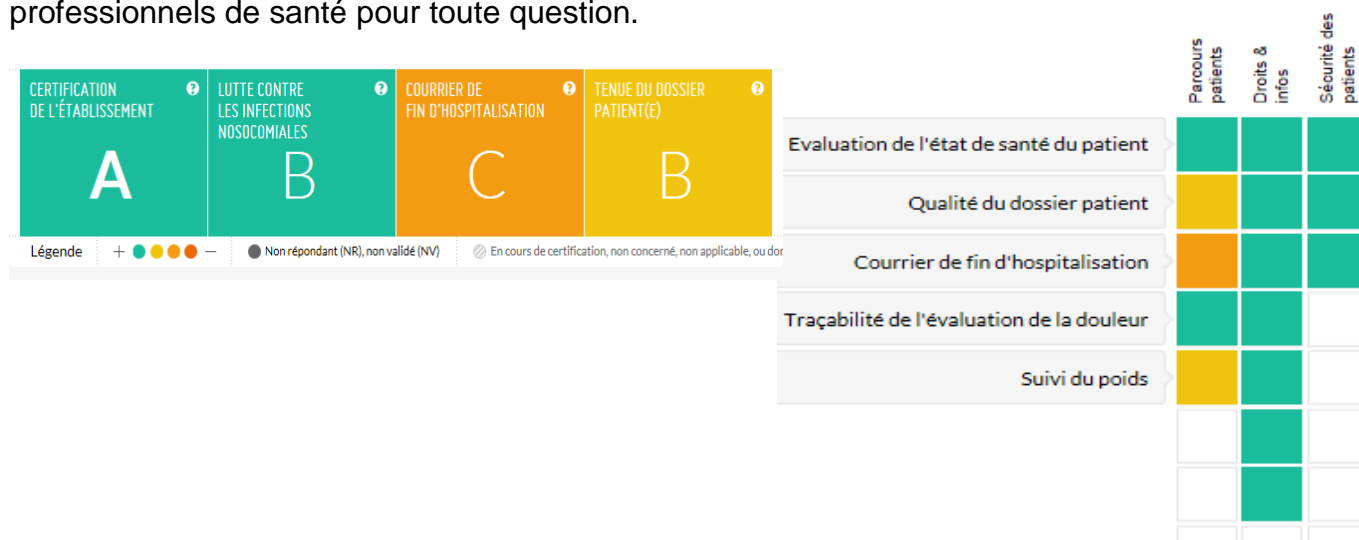 professionnels de santé pour toute question.
CERTIFICATION
DE L'ÉTABLISSEMENT
?
A
LUTTE CONTRE
LES INFECTIONS
NOSOCOMIALES
?
B
COURRIER DE
FIN D'HOSPITALISATION
?
C
TENUE DU DOSSIER
PATIENT(E)
?
B
Légende + − Non répondant (NR), non validé (NV) En cours de certification, non concerné, non applicable, ou don
Parcours
patients
Droits &
infos
Sécurité des
patients
Evaluation de l'état de santé du patient
Qualité du dossier patient
Courrier de fin d'hospitalisation
Traçabilité de l'évaluation de la douleur
Suivi du poids